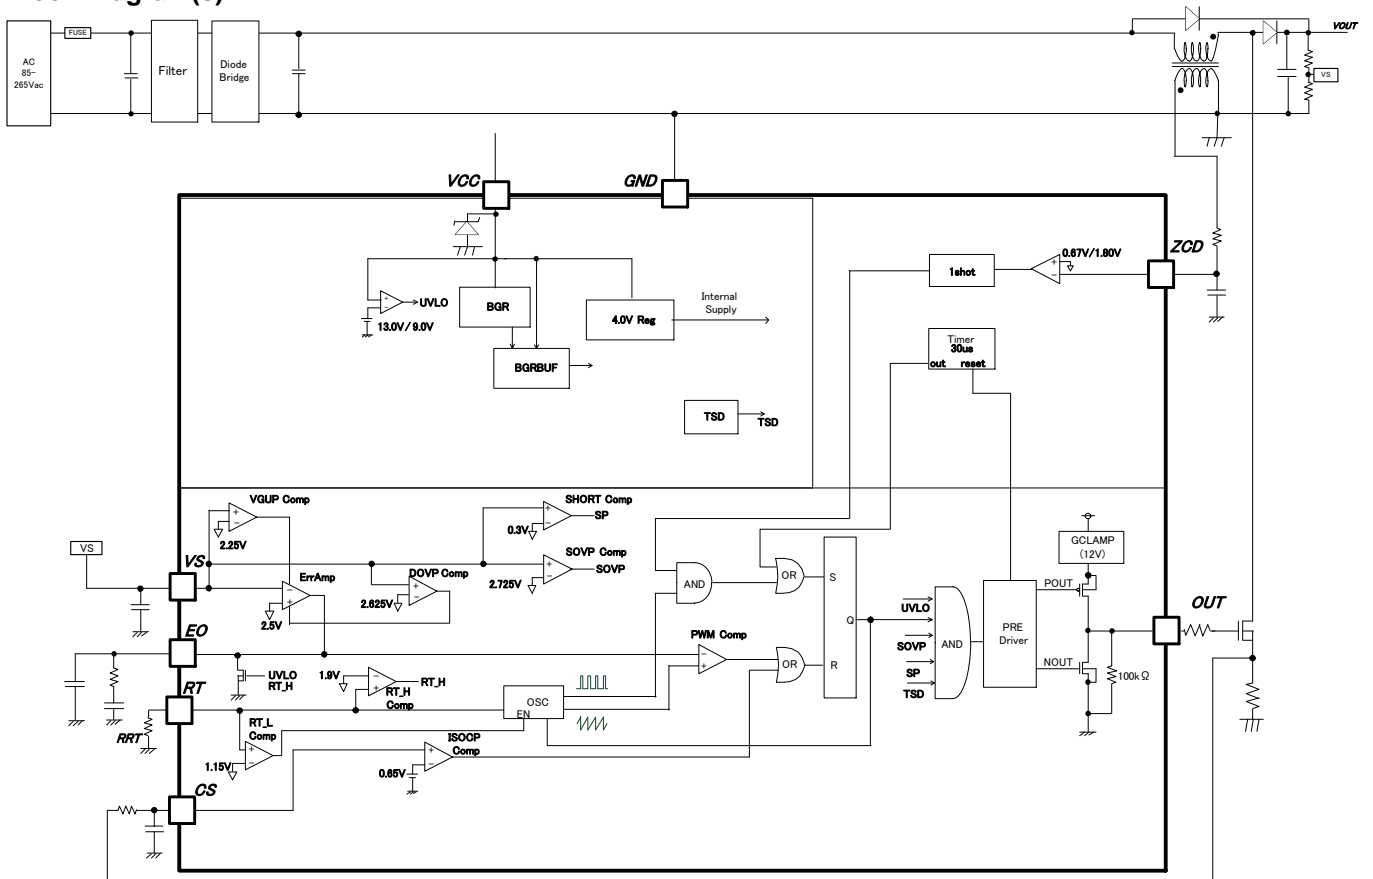 AC
85-
265Vac
FUSE
Filter
Diode
Bridge
VOUT
VS
VCC
GND
ZCD
0.67V/1.80V
1shot
UVLO
13.0V/9.0V
BGR
4.0V Reg
Internal
Supply
BGRBUF
Timer
30us
out reset
TSD
TSD
VGUP Comp
2.25V
SHORT Comp
0.3V
SP
SOVP Comp
2.725V
SOVP
VS
VS
ErrAmp
2.5V
DOVP Comp
2.625V
AND
OR
S
Q
R
GCLAMP
(12V)
POUT
NOUT
100kΩ
OUT
UVLO
SOVP
SP
TSD
AND
PRE
Driver
EO
UVLO
RT_H
1.9V
RT_H
RT_H
Comp
PWM Comp
OR
RT
RRT
RT_L
Comp
1.15V
OSC
EN
ISOCP
Comp
0.65V
CS